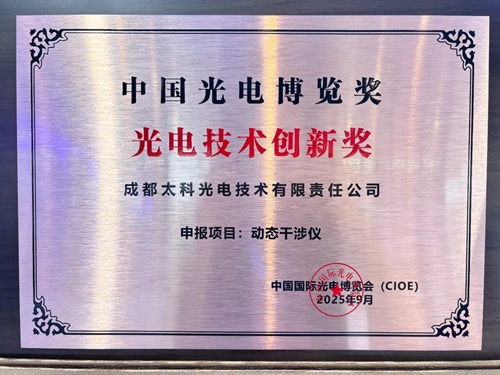 中国光电博览奖
光电技术创新奖
成都太科光电技术有限责任公司
申报项目：动态干涉仪
中国国际光电博览会（CIOE）
2025年9月